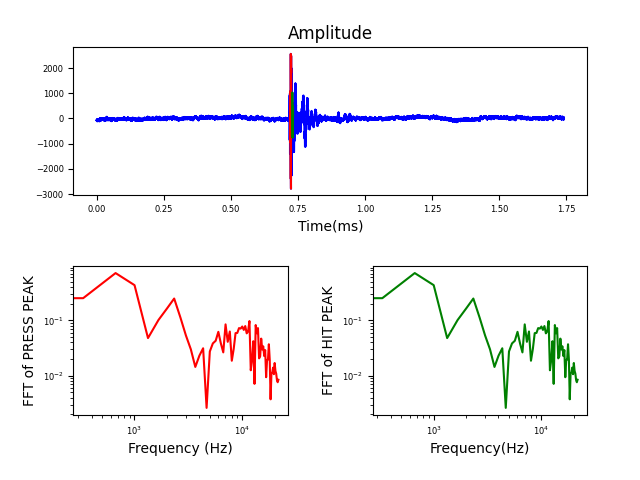 Amplitude
2000
1000
0
−1000
−2000
−3000
0.00 0.25 0.50 0.75 1.00 1.25 1.50 1.75
Time(ms)
FFT of PRESS PEAK
10⁻¹
10⁻²
10³ 10⁴
Frequency (Hz)
FFT of HIT PEAK
10⁻¹
10⁻²
10³ 10⁴
Frequency(Hz)